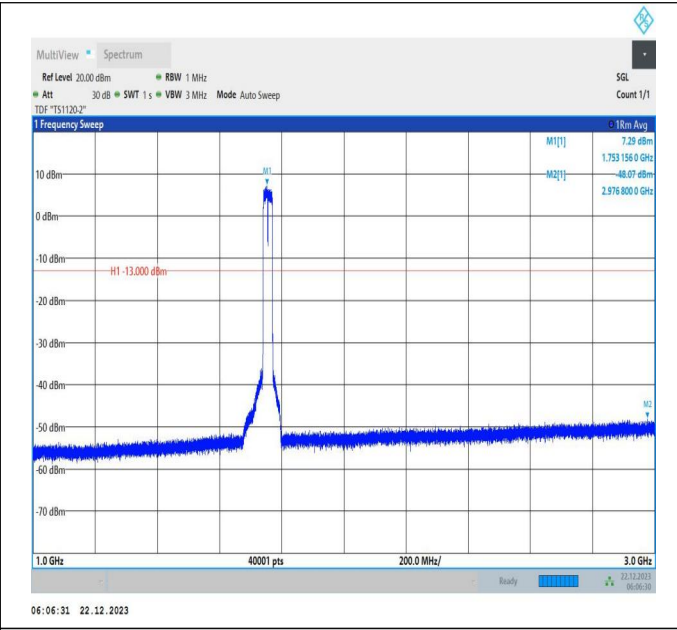 MultiView Spectrum
Ref Level 20.00 dBm RBW 1 MHz SGL
Att 30 dB SWT 1 s VBW 3 MHz Mode Auto Sweep Count 1/1
TDF "TS1120-2"
1 Frequency Sweep 1Rm Avg
M1[1] 7.29 dBm
1.753 156 0 GHz
10 dBm M1 M2[1] -48.07 dBm
2.976 800 0 GHz
0 dBm
-10 dBm
H1 -13.000 dBm
-20 dBm
-30 dBm
-40 dBm
M2
-50 dBm
-60 dBm
-70 dBm
1.0 GHz 40001 pts 200.0 MHz/ 3.0 GHz
Ready 22.12.2023
06:06:30
06:06:31 22.12.2023